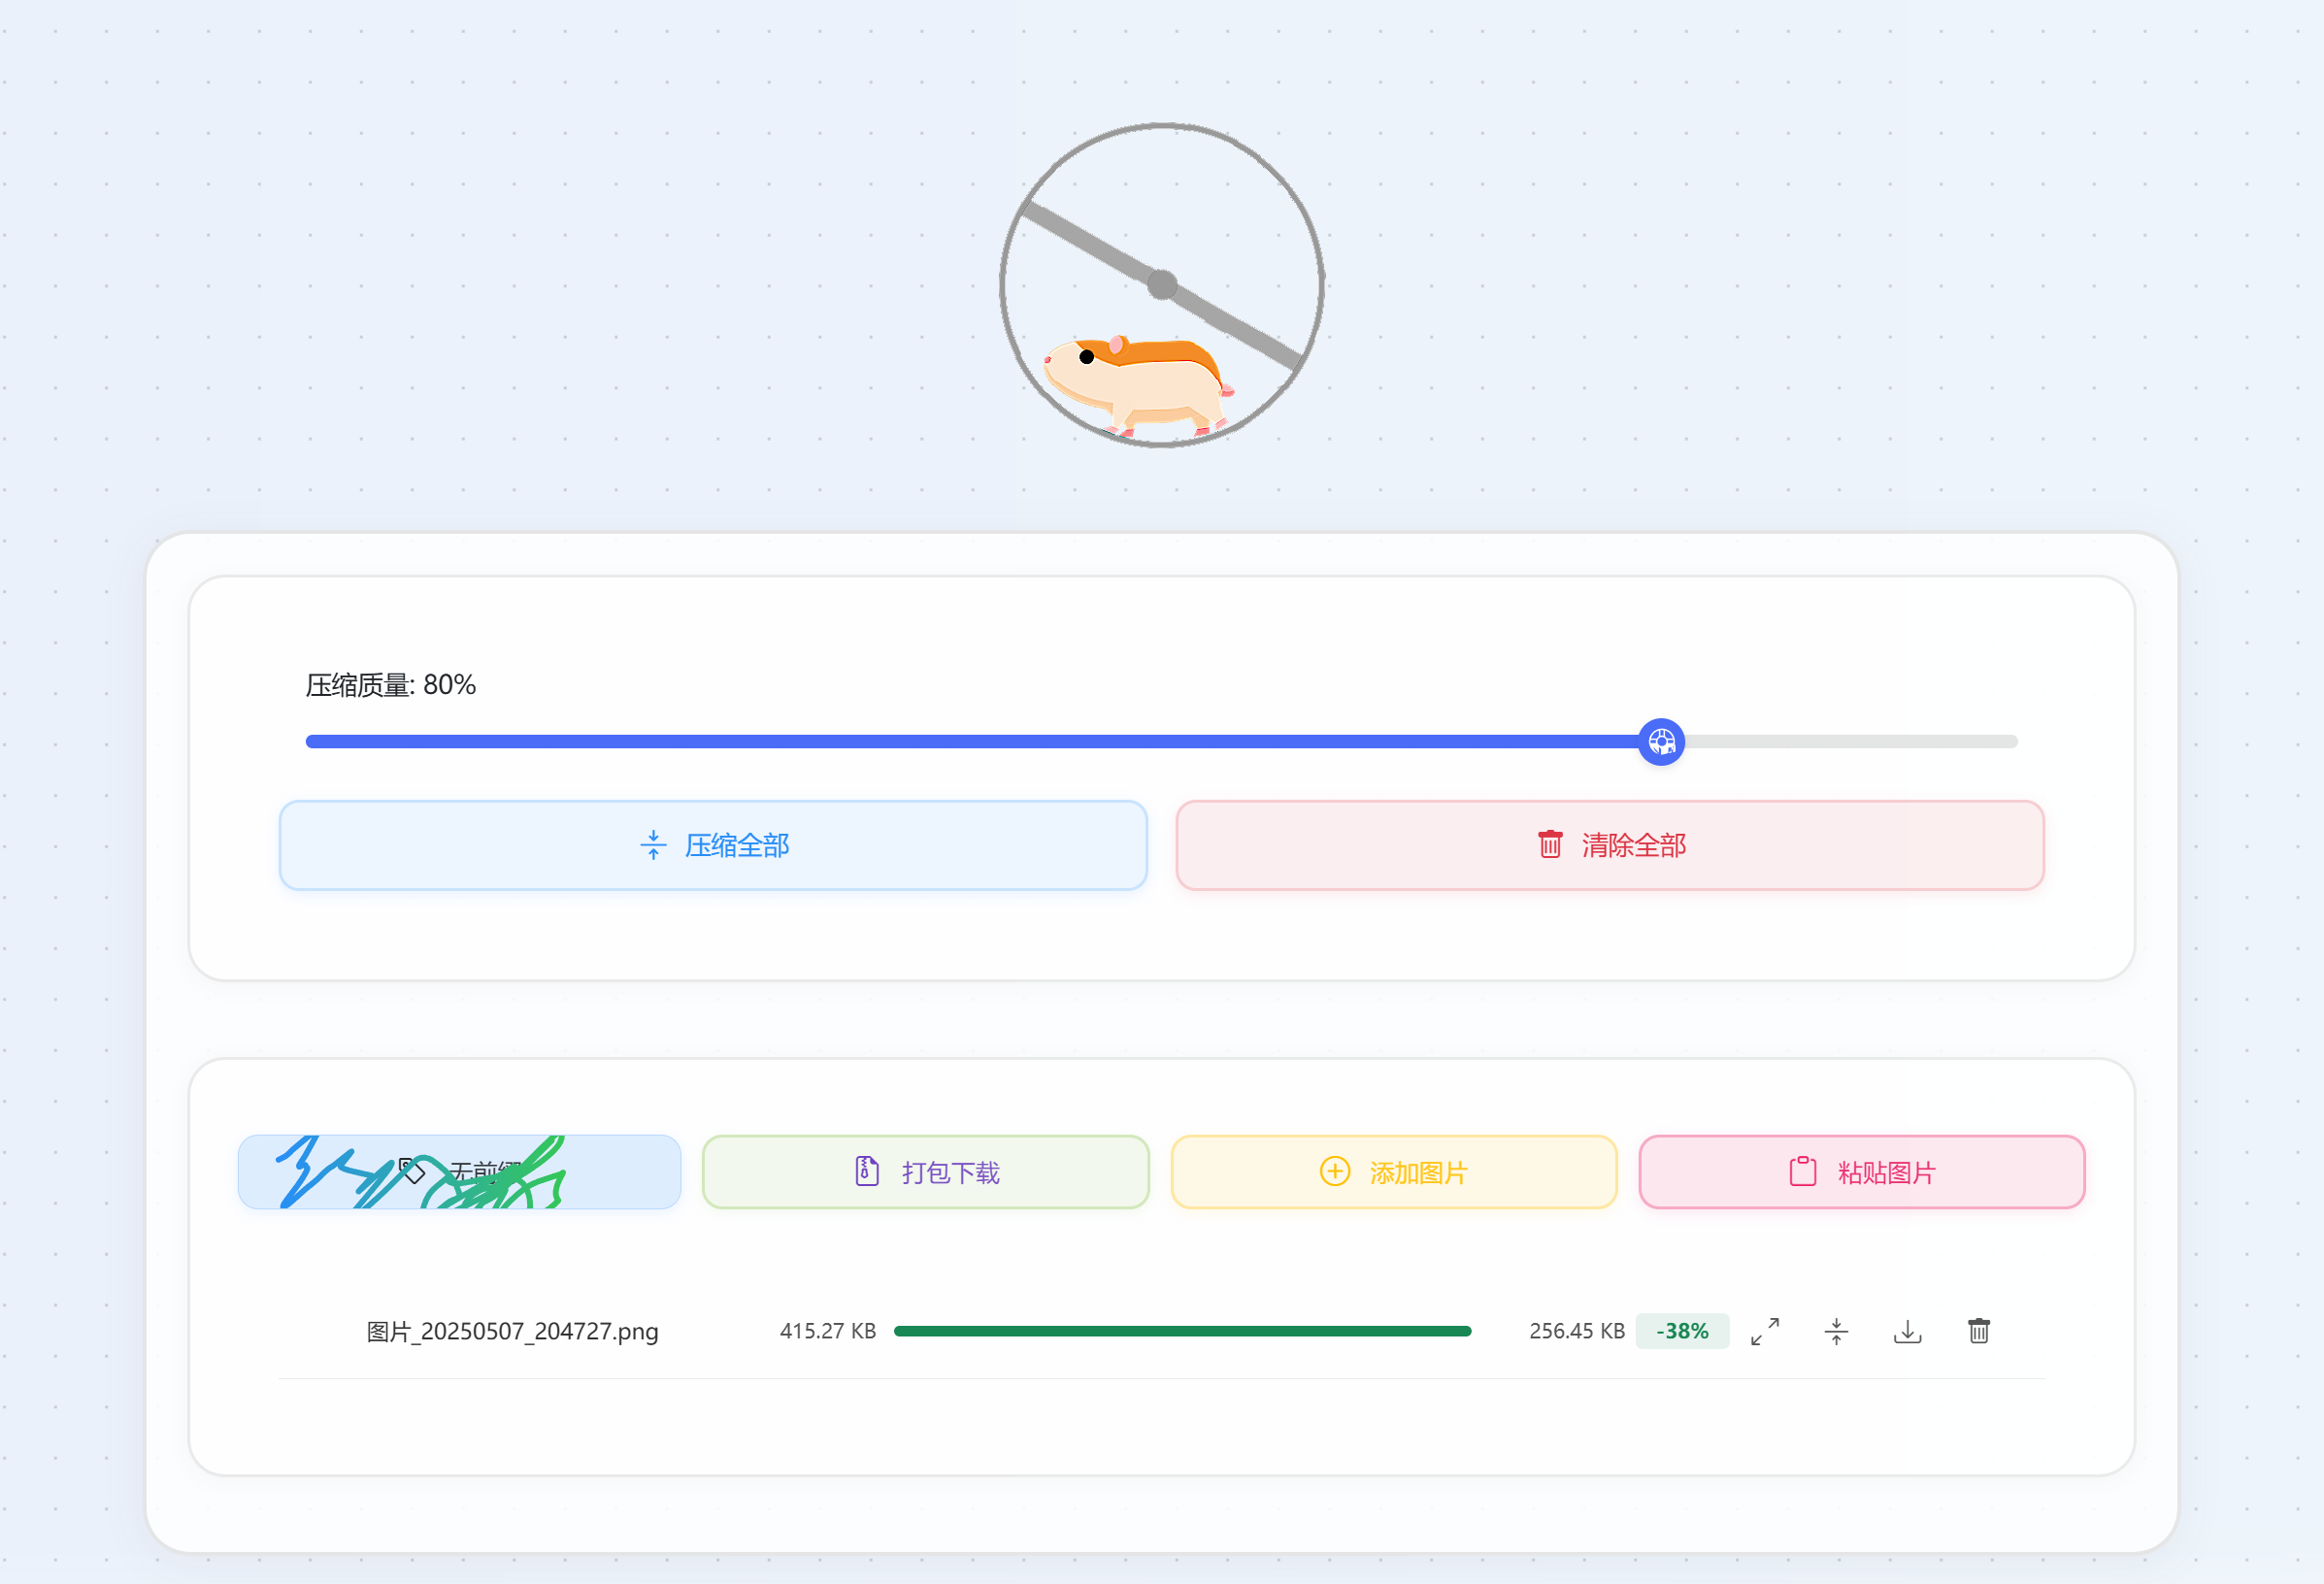 压缩质量: 80%
压缩全部
清除全部
无前缀
打包下载
添加图片
粘贴图片
图片_20250507_204727.png
415.27 KB
256.45 KB
-38%